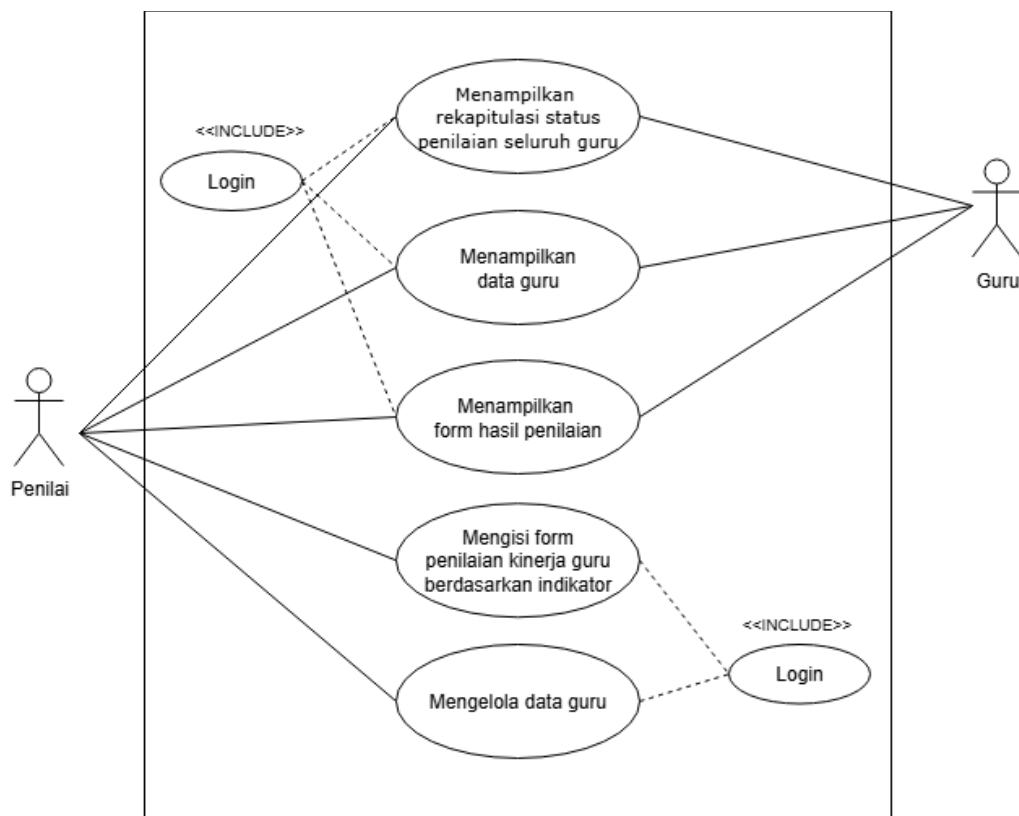 Menampilkan
rekapitulasi status
penilaian seluruh guru
<<INCLUDE>>
Login
Menampilkan
data guru
Guru
Menampilkan
form hasil penilaian
Penilai
Mengisi form
penilaian kinerja guru
berdasarkan indikator
<<INCLUDE>>
Login
Mengelola data guru